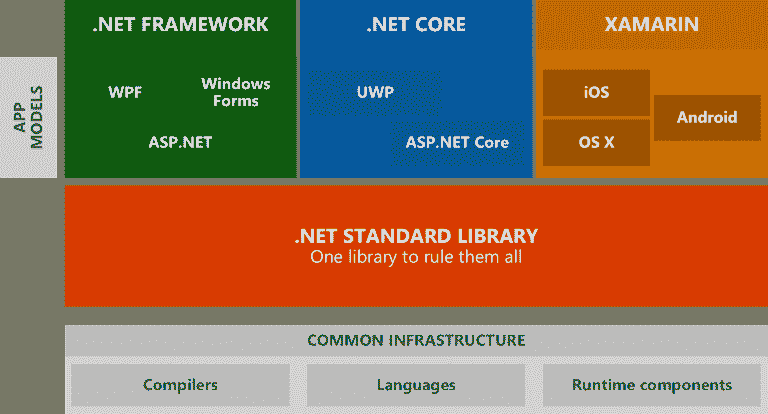 .NET FRAMEWORK
.NET CORE
XAMARIN
APP
MODELS
WPF
Windows
Forms
ASP.NET
UWP
ASP.NET Core
iOS
OS X
Android
.NET STANDARD LIBRARY
One library to rule them all
COMMON INFRASTRUCTURE
Compilers
Languages
Runtime components